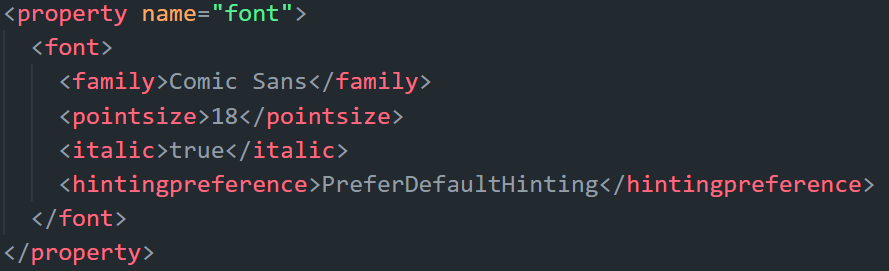 <property name="font">
<font>
<family>Comic Sans</family>
<pointsize>18</pointsize>
<italic>true</italic>
<hintingpreference>PreferDefaultHinting</hintingpreference>
</font>
</property>